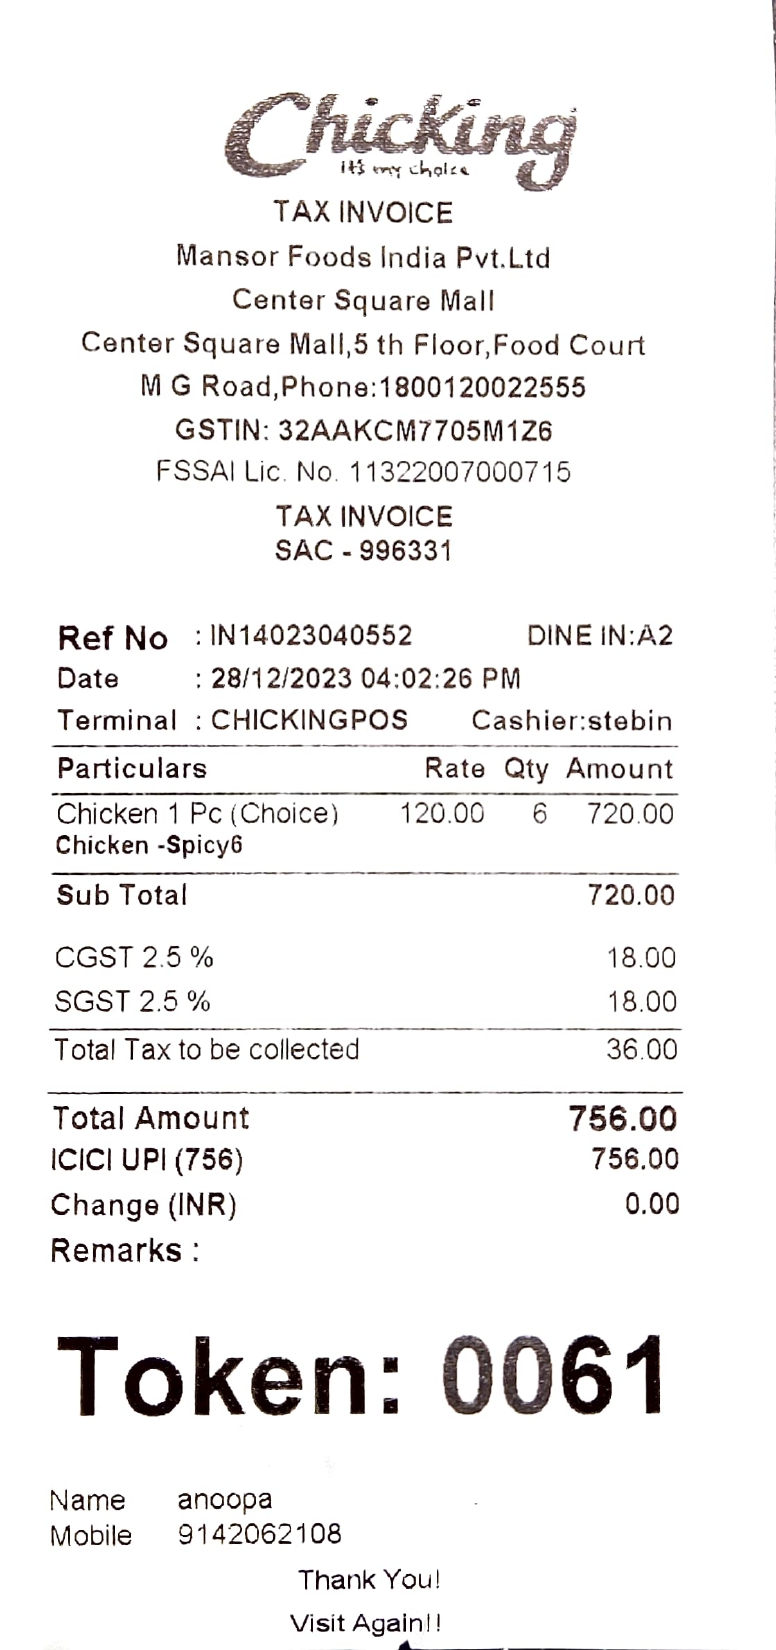 Chicking
it's my choice
TAX INVOICE
Mansor Foods India Pvt.Ltd
Center Square Mall
Center Square Mall,5 th Floor,Food Court
M G Road,Phone:1800120022555
GSTIN: 32AAKCM7705M1Z6
FSSAI Lic. No. 11322007000715
TAX INVOICE
SAC - 996331
Ref No : IN14023040552 DINE IN:A2
Date : 28/12/2023 04:02:26 PM
Terminal : CHICKINGPOS Cashier:stebin
Particulars Rate Qty Amount
Chicken 1 Pc (Choice) 120.00 6 720.00
Chicken -Spicy6
Sub Total 720.00
CGST 2.5 % 18.00
SGST 2.5 % 18.00
Total Tax to be collected 36.00
Total Amount 756.00
ICICI UPI (756) 756.00
Change (INR) 0.00
Remarks :
Token: 0061
Name anoopa
Mobile 9142062108
Thank You!
Visit Again!!